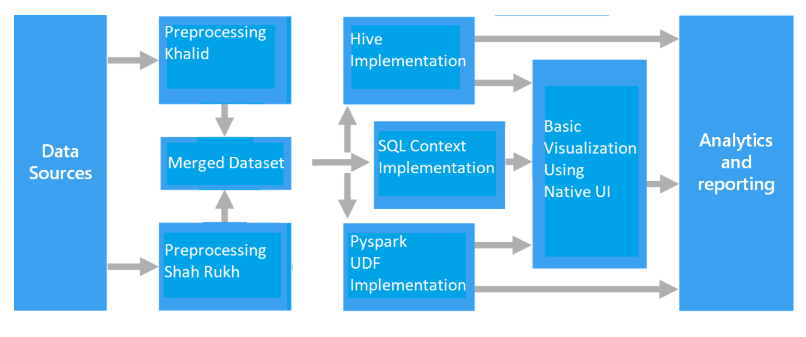 Data
Sources
Preprocessing
Khalid
Merged Dataset
Preprocessing
Shah Rukh
Hive
Implementation
SQL Context
Implementation
Pyspark
UDF
Implementation
Basic
Visualization
Using
Native UI
Analytics
and
reporting